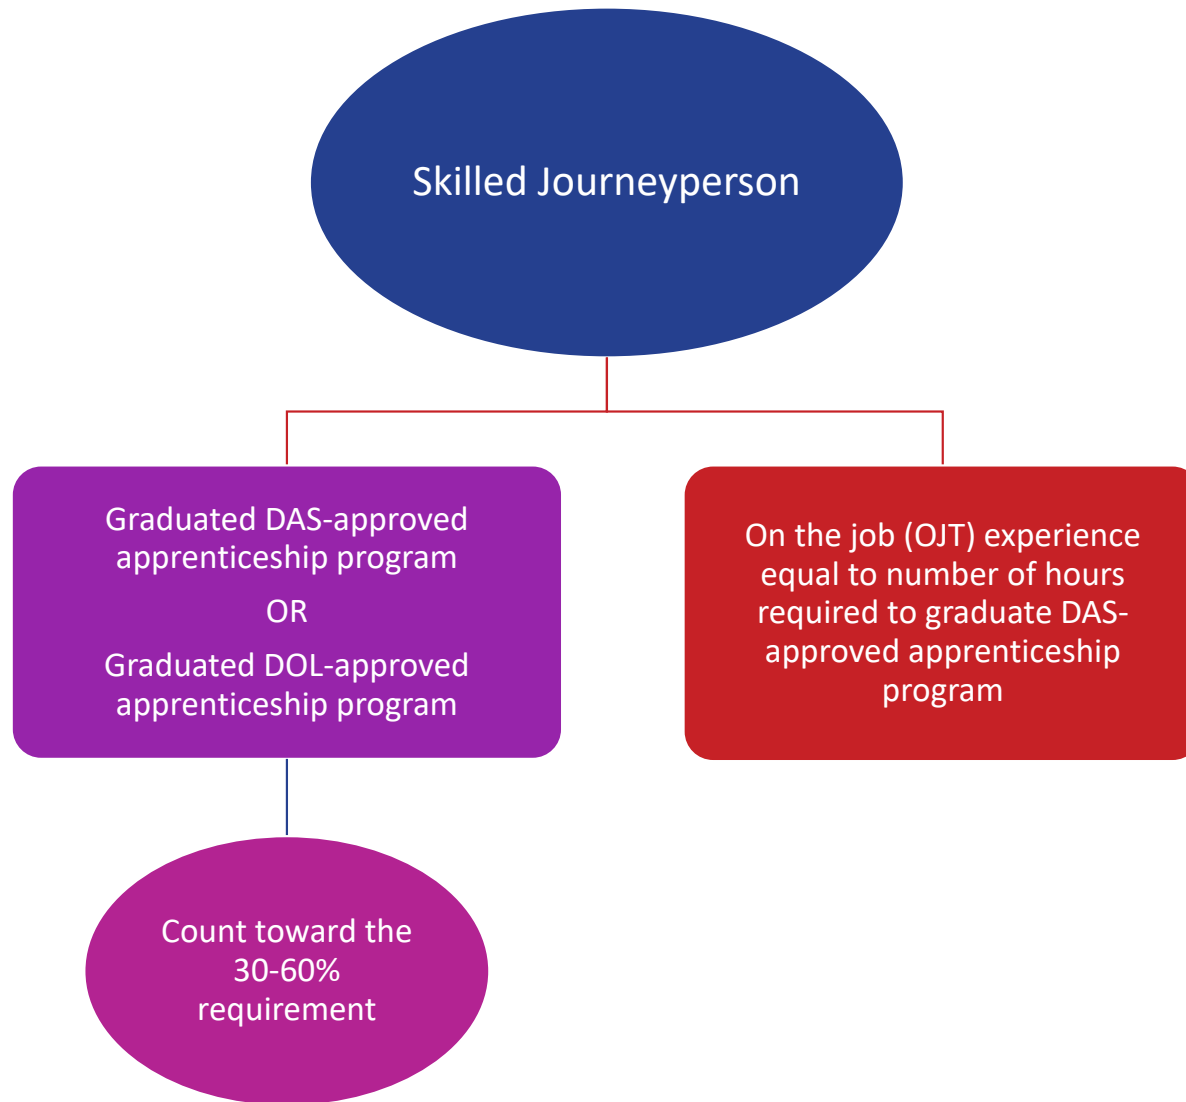 Skilled Journeyperson
Graduated DAS-approved
apprenticeship program
OR
Graduated DOL-approved
apprenticeship program
On the job (OJT) experience
equal to number of hours
required to graduate DAS-
approved apprenticeship
program
Count toward the
30-60%
requirement